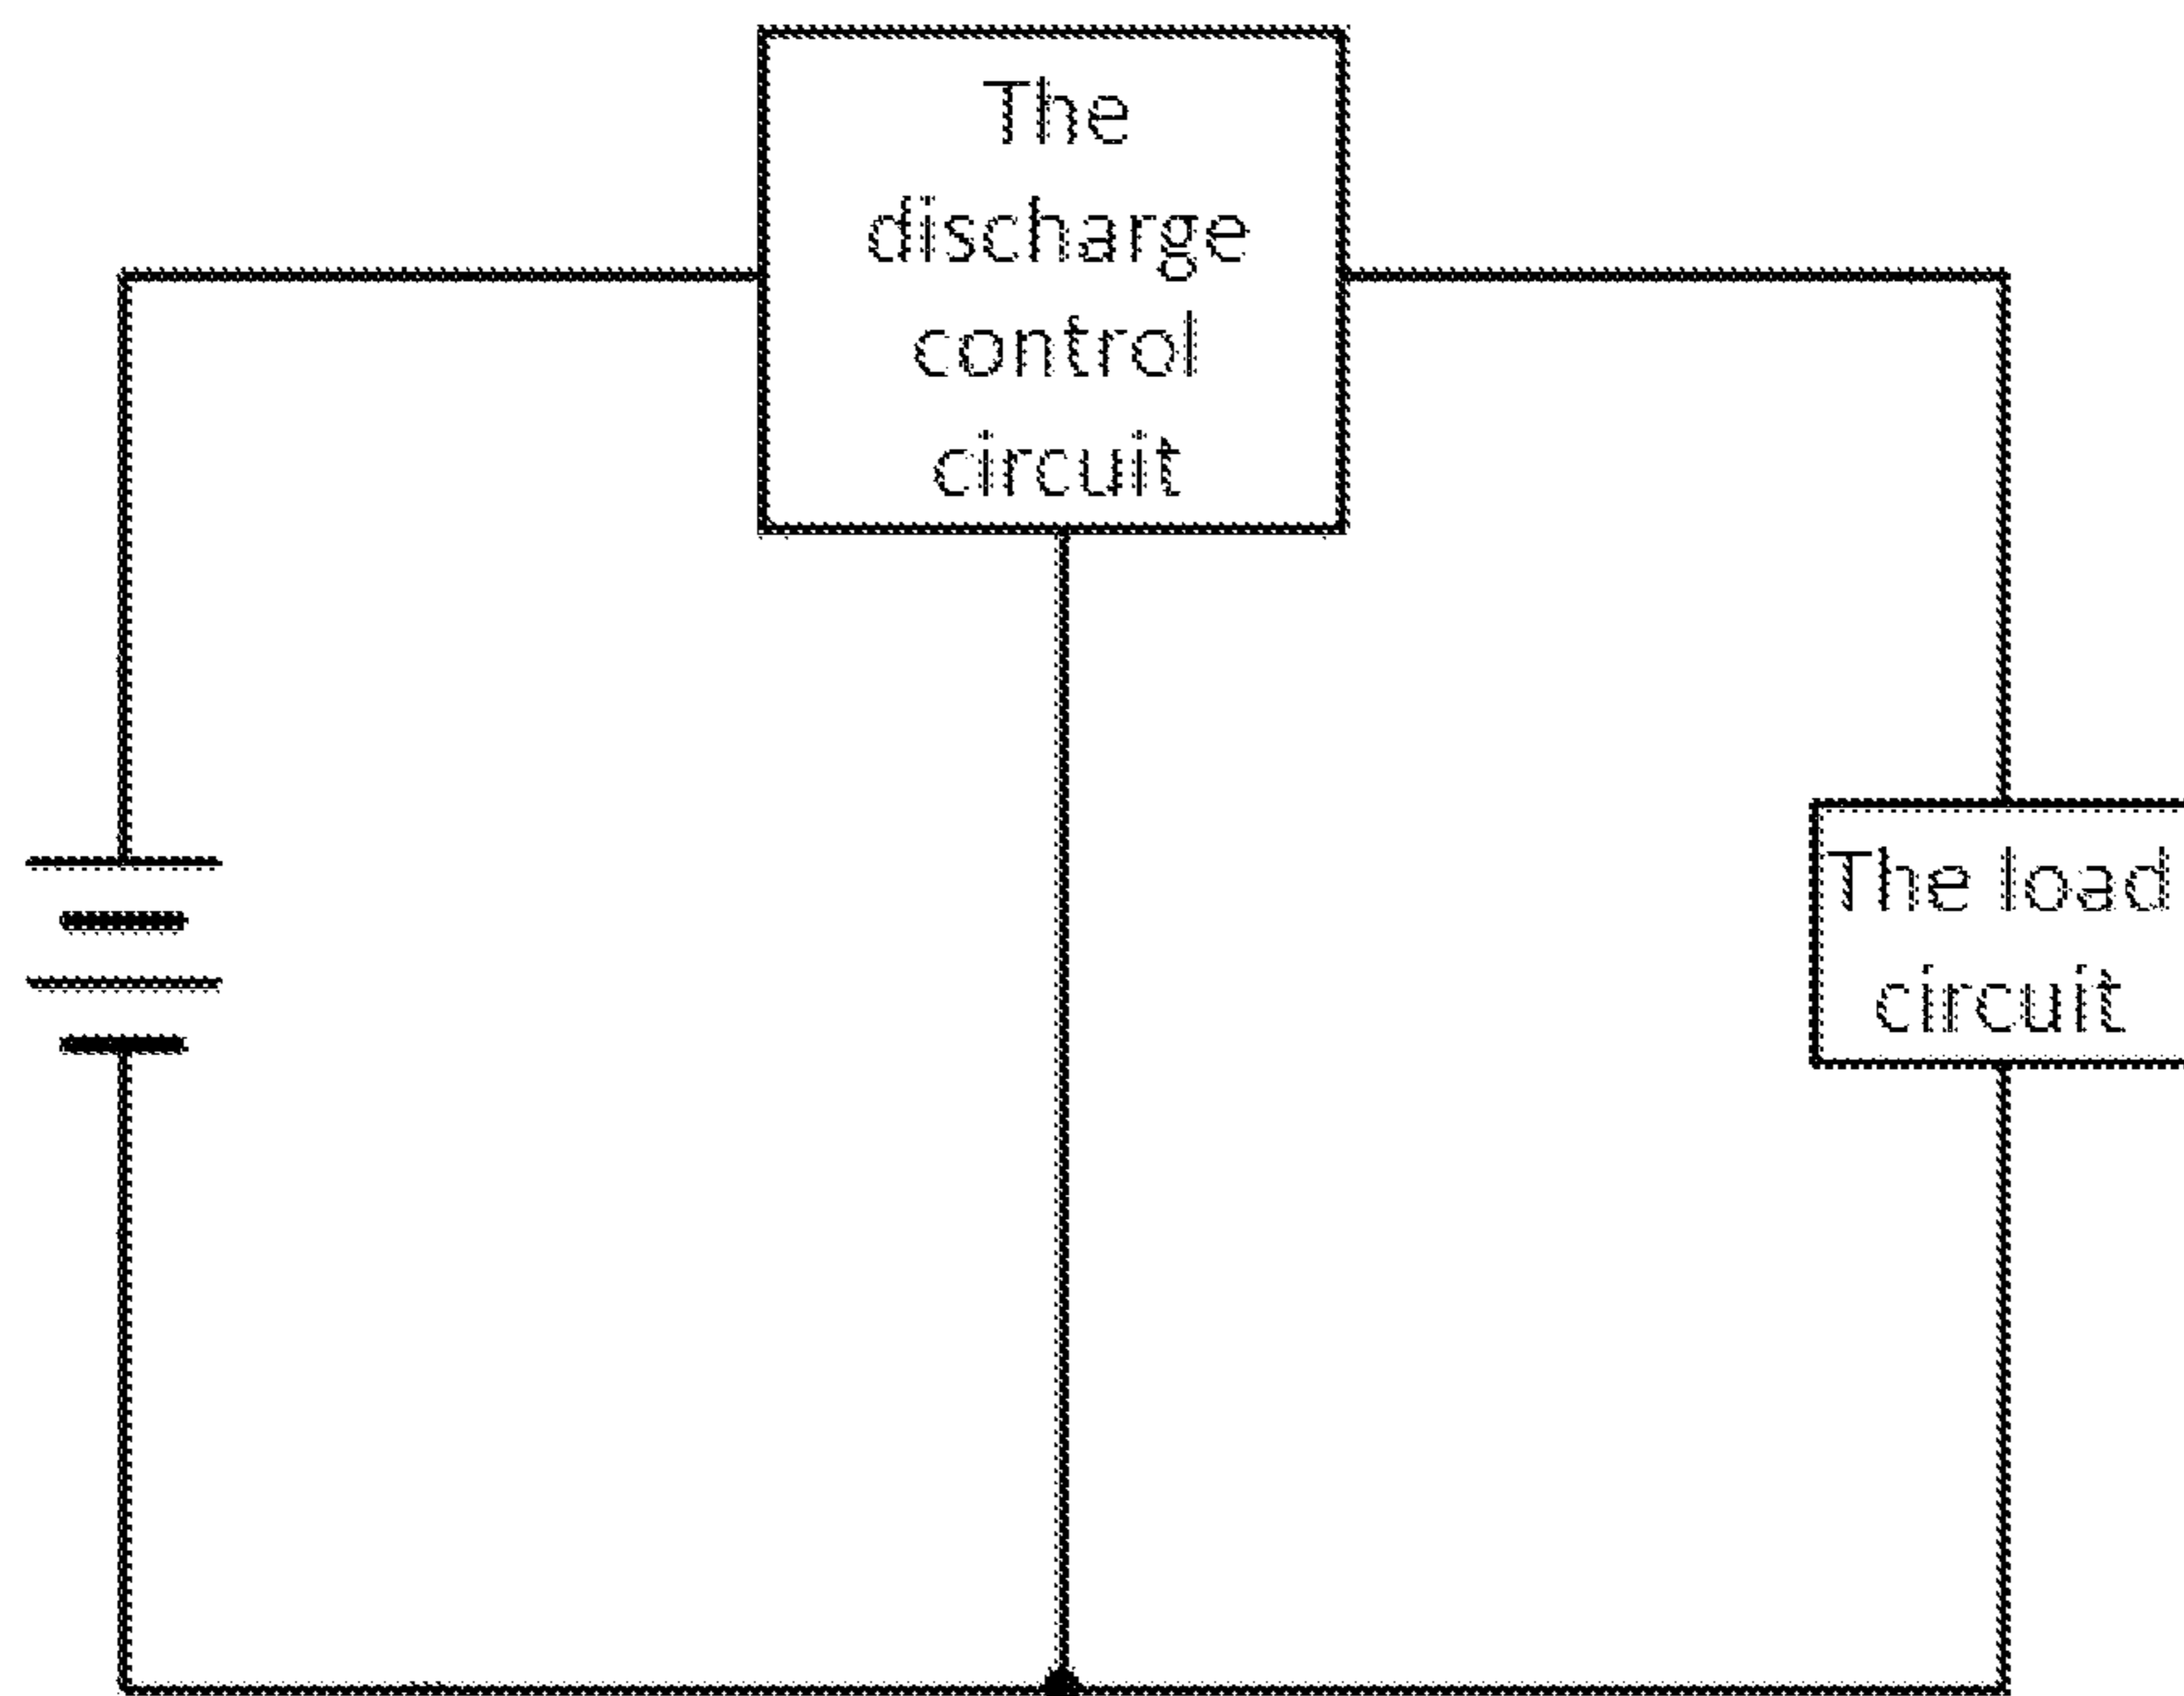 The
discharge
control
circuit
The load
circuit